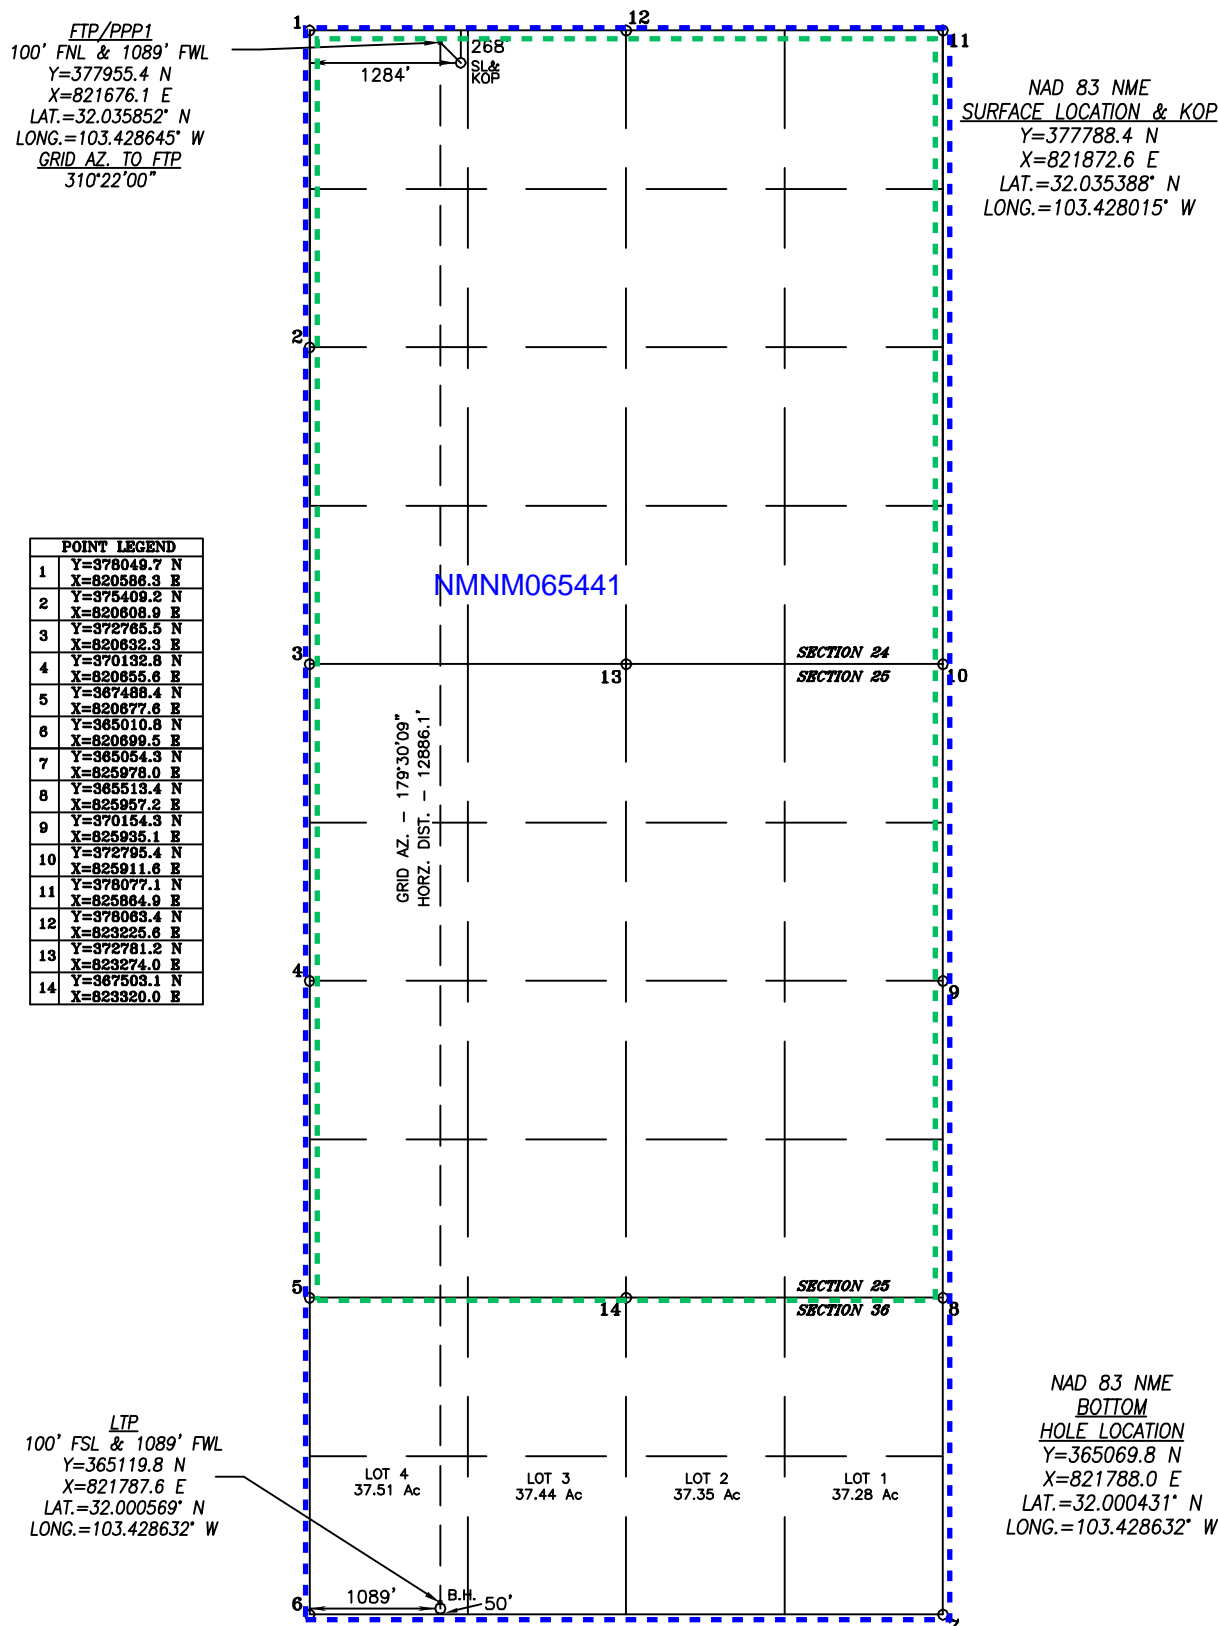 FTP/PPP1
100' FNL & 1089' FWL
Y=377955.4 N
X=821676.1 E
LAT.=32.035852° N
LONG.=103.428645° W
GRID AZ. TO FTP
310°22'00"
1
12
11
268
SL&
KOP
1284'
NAD 83 NME
SURFACE LOCATION & KOP
Y=377788.4 N
X=821872.6 E
LAT.=32.035388° N
LONG.=103.428015° W
2
POINT LEGEND
1 Y=378049.7 N
X=820586.3 E
2 Y=375409.2 N
X=820608.9 E
3 Y=372765.5 N
X=820632.3 E
4 Y=370132.8 N
X=820655.6 E
5 Y=367488.4 N
X=820677.6 E
6 Y=365010.8 N
X=820699.5 E
7 Y=365054.3 N
X=825978.0 E
8 Y=365513.4 N
X=825957.2 E
9 Y=370154.3 N
X=825935.1 E
10 Y=372795.4 N
X=825911.6 E
11 Y=378077.1 N
X=825864.9 E
12 Y=378063.4 N
X=823225.6 E
13 Y=372781.2 N
X=823274.0 E
14 Y=367503.1 N
X=823320.0 E
NMNM065441
3
13
SECTION 24
SECTION 25
10
GRID AZ. – 179°30'09"
HORZ. DIST. – 12886.1'
4
9
5
14
SECTION 25
SECTION 36
8
LOT 4
37.51 Ac
LOT 3
37.44 Ac
LOT 2
37.35 Ac
LOT 1
37.28 Ac
LTP
100' FSL & 1089' FWL
Y=365119.8 N
X=821787.6 E
LAT.=32.000569° N
LONG.=103.428632° W
NAD 83 NME
BOTTOM
HOLE LOCATION
Y=365069.8 N
X=821788.0 E
LAT.=32.000431° N
LONG.=103.428632° W
6
1089'
B.H.
50'